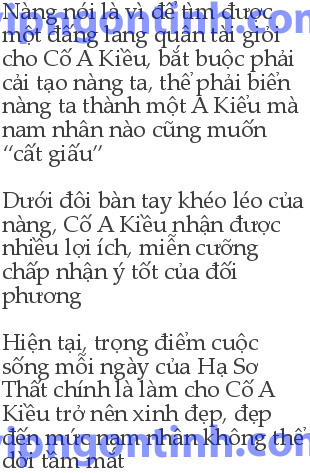 Nàng nói là vì để tìm được
một đấng lang quân tài giỏi
cho Cố A Kiều, bắt buộc phải
cải tạo nàng ta, thể phải biến
nàng ta thành một A Kiểu mà
nam nhân nào cũng muốn
“cất giấu”
Dưới đôi bàn tay khéo léo của
nàng, Cố A Kiều nhận được
nhiều lợi ích, miễn cưỡng
chấp nhận ý tốt của đối
phương
Hiện tại, trọng điểm cuộc
sống mỗi ngày của Hạ Sơ
Thất chính là làm cho Cố A
Kiều trở nên xinh đẹp, đẹp
đến mức nam nhân không thể
dời tầm mắt